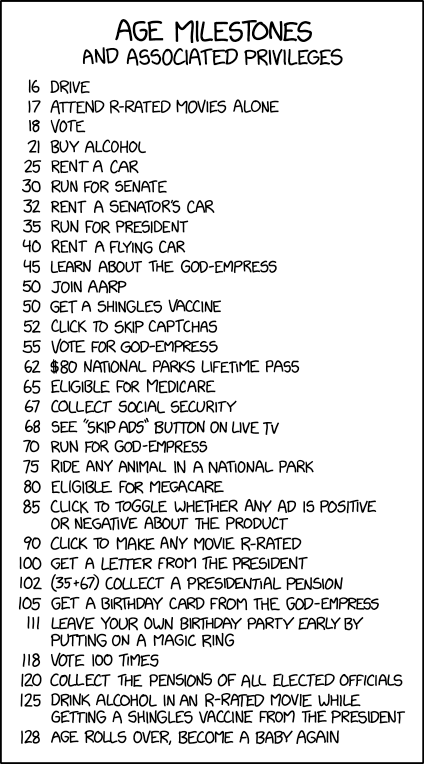 AGE MILESTONES
AND ASSOCIATED PRIVILEGES
16 DRIVE
17 ATTEND R-RATED MOVIES ALONE
18 VOTE
21 BUY ALCOHOL
25 RENT A CAR
30 RUN FOR SENATE
32 RENT A SENATOR'S CAR
35 RUN FOR PRESIDENT
40 RENT A FLYING CAR
45 LEARN ABOUT THE GOD-EMPRESS
50 JOIN AARP
50 GET A SHINGLES VACCINE
52 CLICK TO SKIP CAPTCHAS
55 VOTE FOR GOD-EMPRESS
62 $80 NATIONAL PARKS LIFETIME PASS
65 ELIGIBLE FOR MEDICARE
67 COLLECT SOCIAL SECURITY
68 SEE "SKIP ADS" BUTTON ON LIVE TV
70 RUN FOR GOD-EMPRESS
75 RIDE ANY ANIMAL IN A NATIONAL PARK
80 ELIGIBLE FOR MEGACARE
85 CLICK TO TOGGLE WHETHER ANY AD IS POSITIVE
OR NEGATIVE ABOUT THE PRODUCT
90 CLICK TO MAKE ANY MOVIE R-RATED
100 GET A LETTER FROM THE PRESIDENT
102 (35+67) COLLECT A PRESIDENTIAL PENSION
105 GET A BIRTHDAY CARD FROM THE GOD-EMPRESS
111 LEAVE YOUR OWN BIRTHDAY PARTY EARLY BY
PUTTING ON A MAGIC RING
118 VOTE 100 TIMES
120 COLLECT THE PENSIONS OF ALL ELECTED OFFICIALS
125 DRINK ALCOHOL IN AN R-RATED MOVIE WHILE
GETTING A SHINGLES VACCINE FROM THE PRESIDENT
128 AGE ROLLS OVER, BECOME A BABY AGAIN